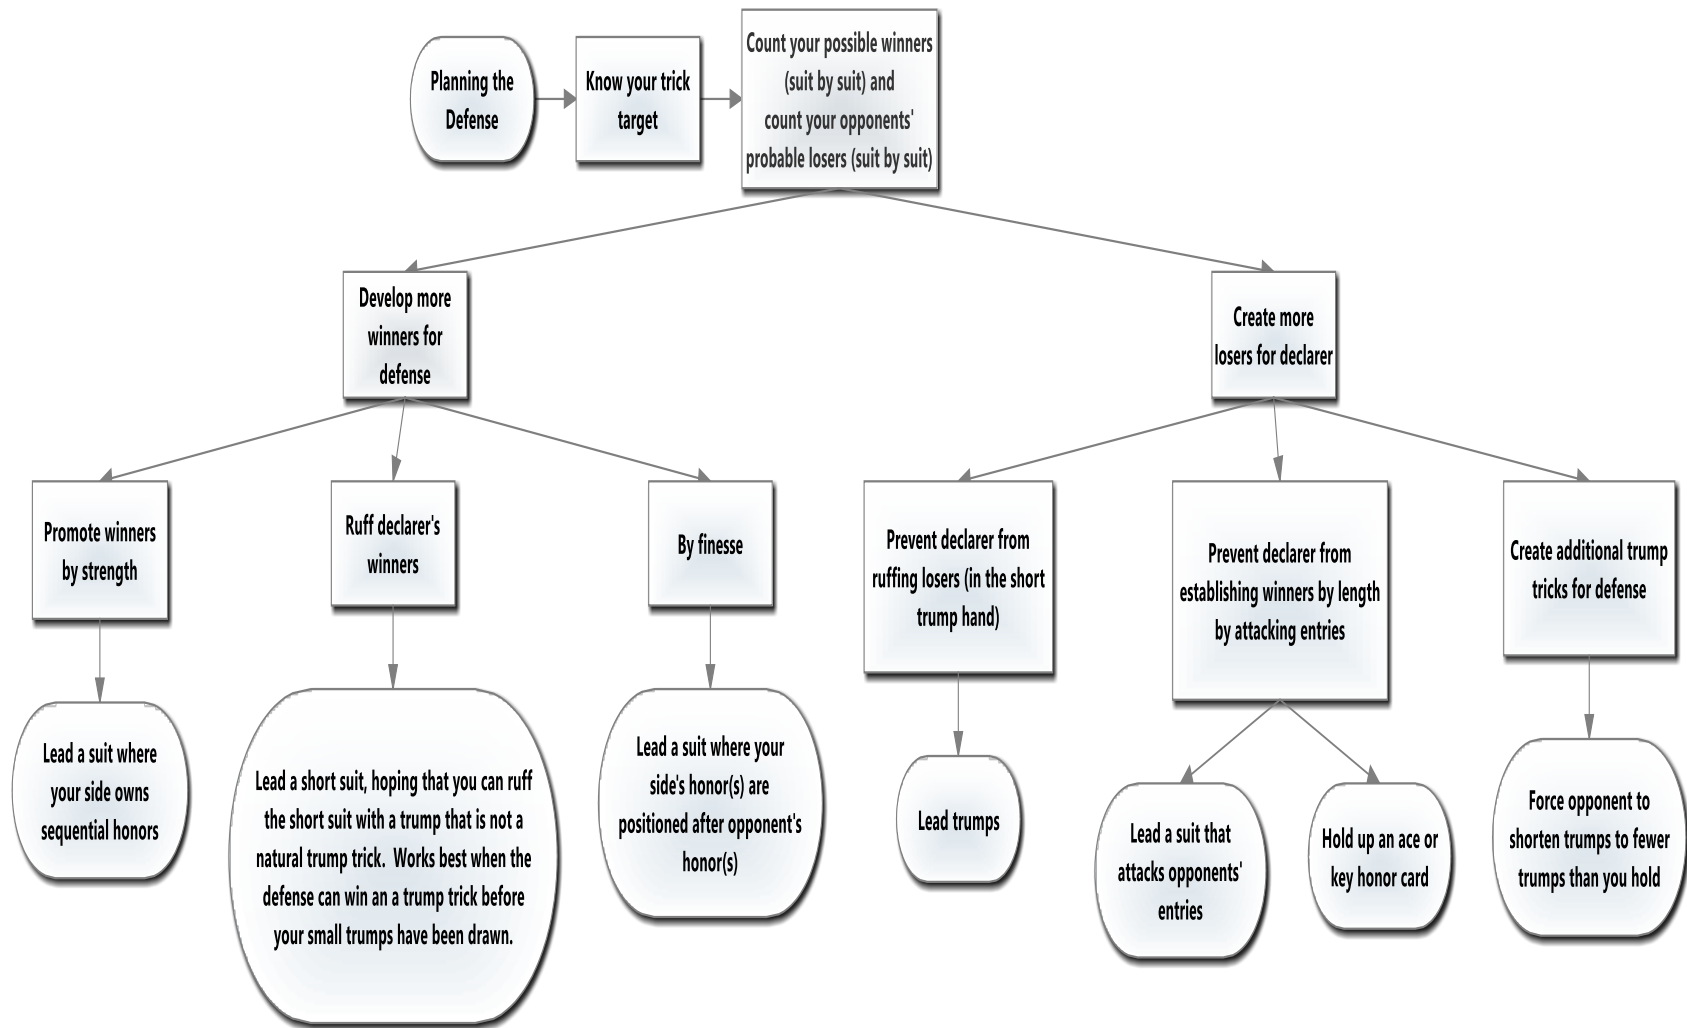 Planning the
Defense
Know your trick
target
Count your possible winners
(suit by suit) and
count your opponents'
probable losers (suit by suit)
Develop more
winners for
defense
Create more
losers for declarer
Promote winners
by strength
Ruff declarer's
winners
By finesse
Prevent declarer from
ruffing losers (in the short
trump hand)
Prevent declarer from
establishing winners by length
by attacking entries
Create additional trump
tricks for defense
Lead a suit where
your side owns
sequential honors
Lead a short suit, hoping that you can ruff
the short suit with a trump that is not a
natural trump trick.  Works best when the
defense can win an a trump trick before
your small trumps have been drawn.
Lead a suit where your
side's honor(s) are
positioned after opponent's
honor(s)
Lead trumps
Lead a suit that
attacks opponents'
entries
Hold up an ace or
key honor card
Force opponent to
shorten trumps to fewer
trumps than you hold